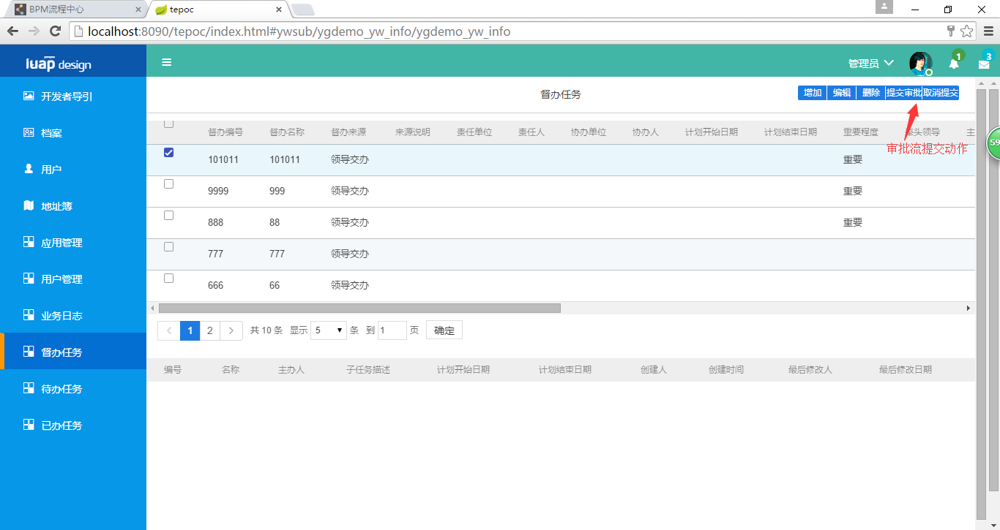 BPM流程中心
tepoc
localhost:8090/tepoc/index.html#ywsub/ygdemo_yw_info/ygdemo_yw_info
iuap design
管理员
1
3
开发者导引
档案
用户
地址簿
应用管理
用户管理
业务日志
督办任务
待办任务
已办任务
督办任务
增加 编辑 删除 提交审批 取消提交
督办编号 督办名称 督办来源 来源说明 责任单位 责任人 协办单位 协办人 计划开始日期 计划结束日期 重要程度 牵头领导 主
审批流提交动作
59
101011 101011 领导交办 重要
9999 999 领导交办 重要
888 88 领导交办 重要
777 777 领导交办
666 66 领导交办
1 2 共 10 条 显示 5 条 到 1 页 确定
编号 名称 主办人 子任务描述 计划开始日期 计划结束日期 创建人 创建时间 最后修改人 最后修改日期